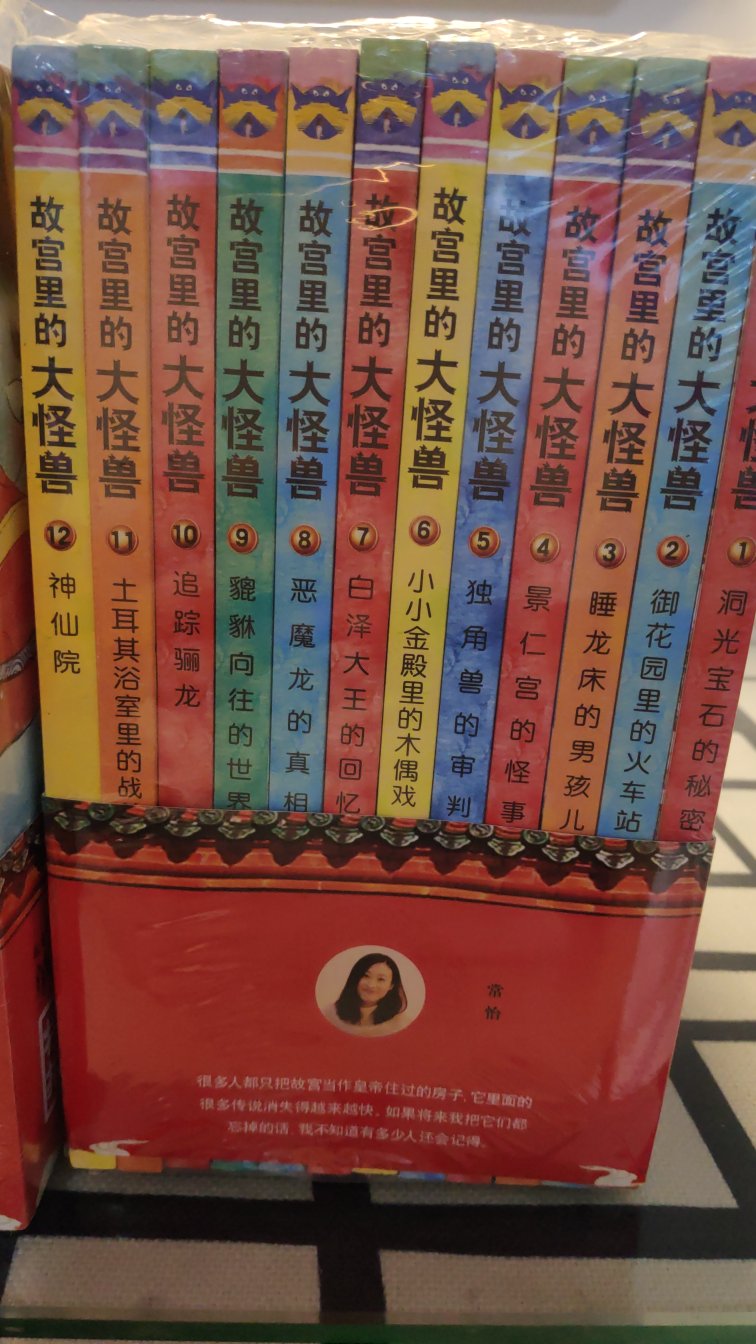 故宫里的大怪兽 12 神仙院
故宫里的大怪兽 11 土耳其浴室里的战
故宫里的大怪兽 10 追踪骊龙
故宫里的大怪兽 9 貔貅向往的世界
故宫里的大怪兽 8 恶魔龙的真相
故宫里的大怪兽 7 白泽大王的回忆
故宫里的大怪兽 6 小小金殿里的木偶戏
故宫里的大怪兽 5 独角兽的审判
故宫里的大怪兽 4 景仁宫的怪事
故宫里的大怪兽 3 睡龙床的男孩儿
故宫里的大怪兽 2 御花园里的火车站
怪兽 1 洞光宝石的秘密
常怡
很多人都只把故宫当作皇帝住过的房子,它里面的
很多传说消失得越来越快。如果将来我把它们都
忘掉的话,我不知道有多少人还会记得。